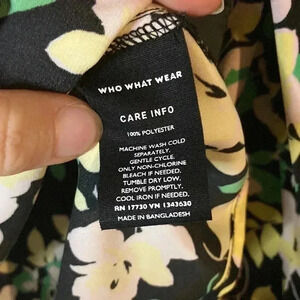 WHO WHAT WEAR
CARE INFO
100% POLYESTER
MACHINE WASH COLD
SEPARATELY.
GENTLE CYCLE.
ONLY NON-CHLORINE
BLEACH IF NEEDED.
TUMBLE DRY LOW.
REMOVE PROMPTLY.
COOL IRON IF NEEDED.
RN 17730 VN 1343630
MADE IN BANGLADESH